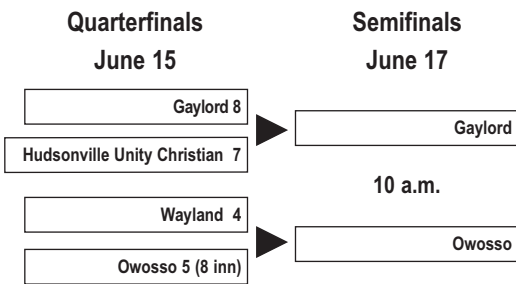 Quarterfinals
June 15
Gaylord 8
Hudsonville Unity Christian 7
Wayland 4
Owosso 5 (8 inn)
Semifinals
June 17
Gaylord
10 a.m.
Owosso